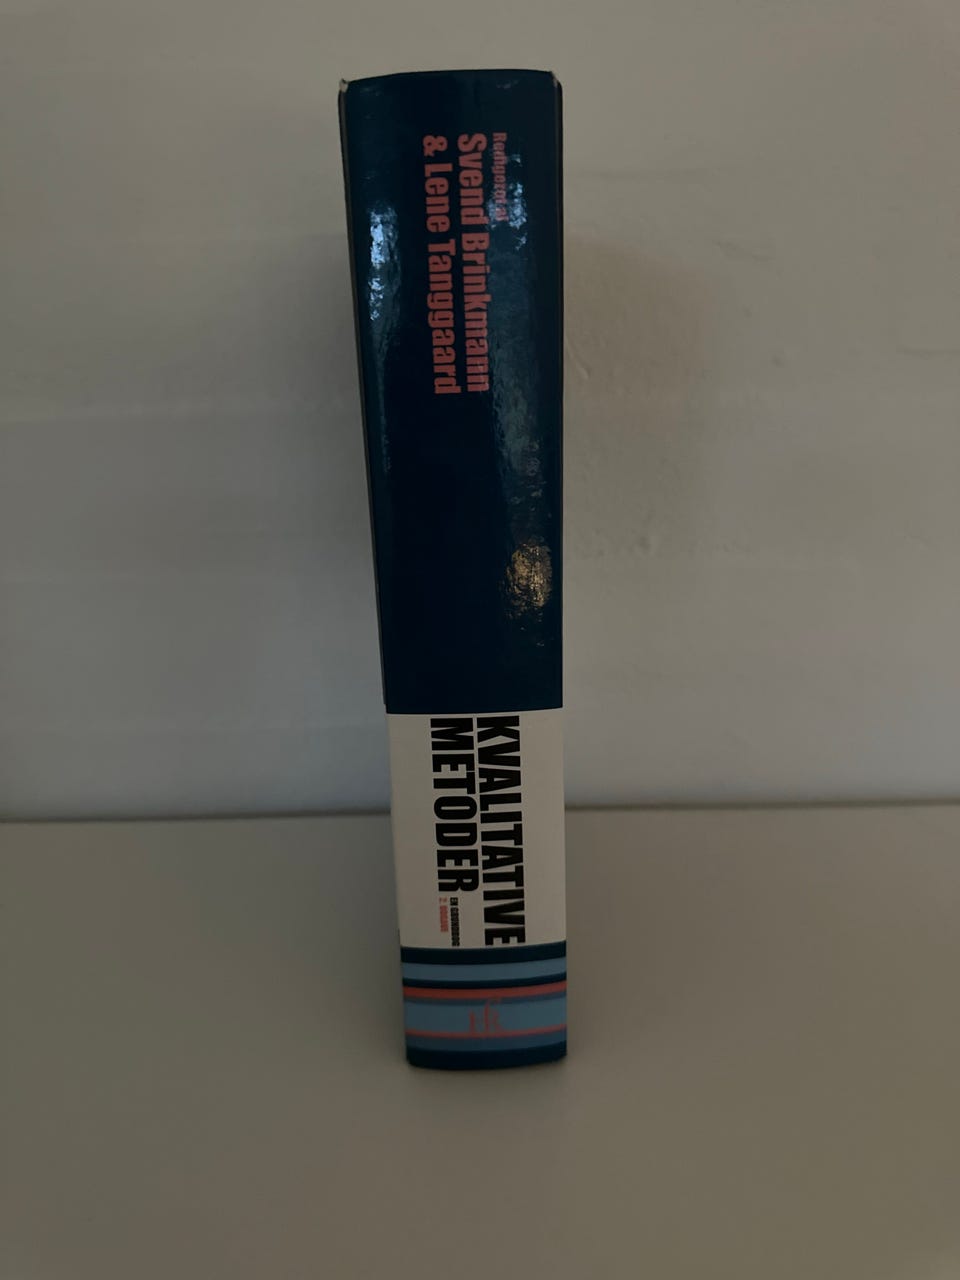 Redigeret af
Svend Brinkmann
& Lene Tanggaard
KVALITATIVE
METODER
EN GRUNDBOG
2. UDGAVE